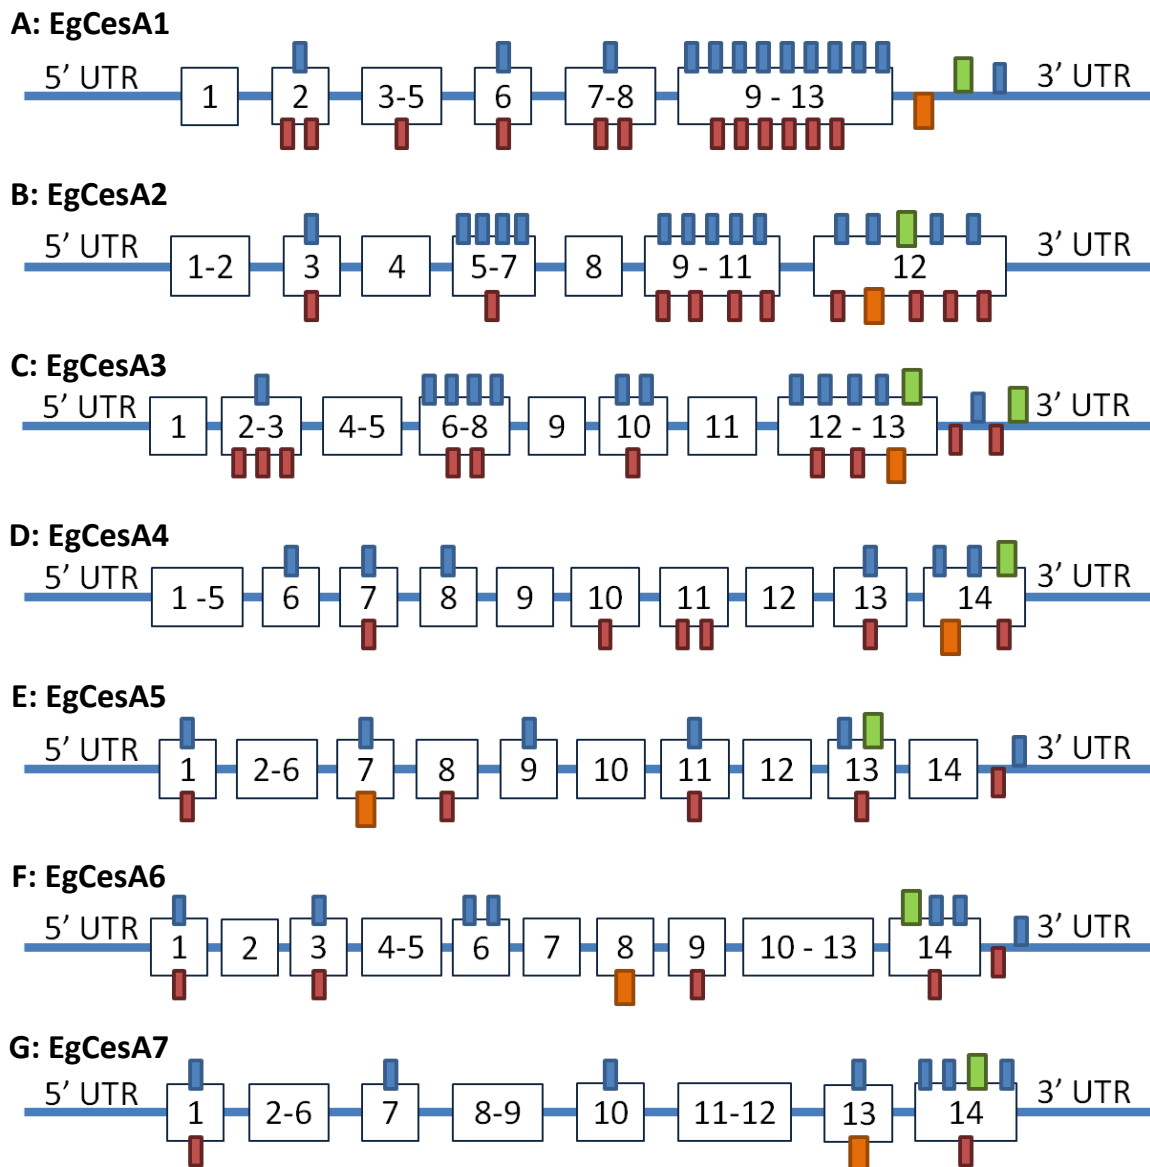 A: EgCesA1
5’ UTR 1 2 3-5 6 7-8 9 - 13 3’ UTR
B: EgCesA2
5’ UTR 1-2 3 4 5-7 8 9 - 11 12 3’ UTR
C: EgCesA3
5’ UTR 1 2-3 4-5 6-8 9 10 11 12 - 13 3’ UTR
D: EgCesA4
5’ UTR 1 -5 6 7 8 9 10 11 12 13 14 3’ UTR
E: EgCesA5
5’ UTR 1 2-6 7 8 9 10 11 12 13 14 3’ UTR
F: EgCesA6
5’ UTR 1 2 3 4-5 6 7 8 9 10 - 13 14 3’ UTR
G: EgCesA7
5’ UTR 1 2-6 7 8-9 10 11-12 13 14 3’ UTR